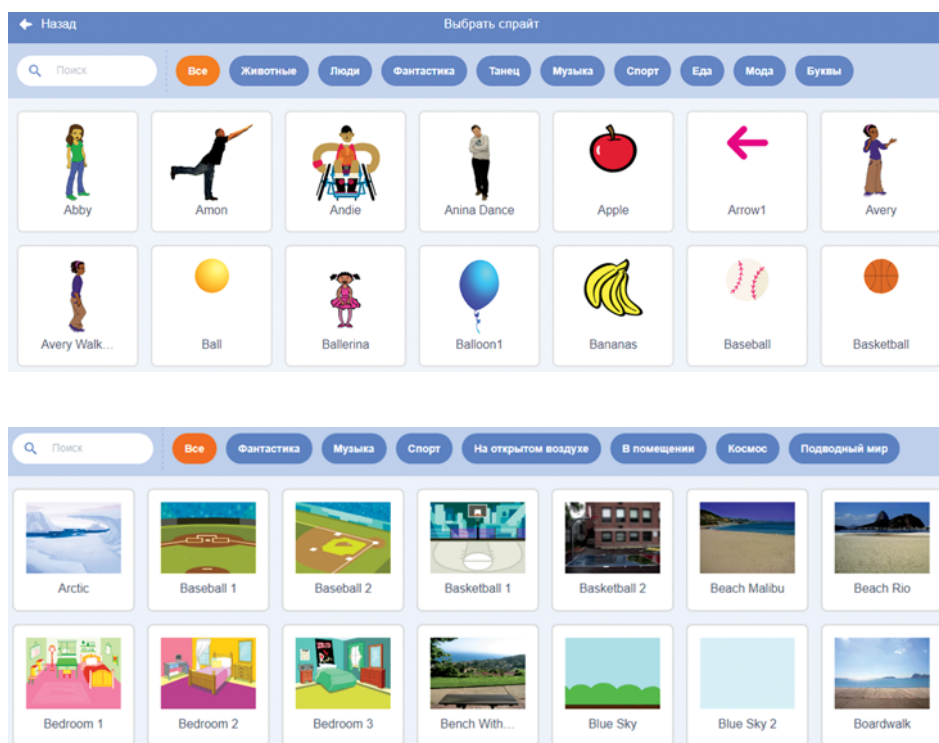 Назад Выбрать спрайт
Поиск Все Животные Люди Фантастика Танец Музыка Спорт Еда Мода Буквы
Abby Amon Andie Anina Dance Apple Arrow1 Avery
Avery Walk... Ball Ballerina Balloon1 Bananas Baseball Basketball
Поиск Все Фантастика Музыка Спорт На открытом воздухе В помещении Космос Подводный мир
Arctic Baseball 1 Baseball 2 Basketball 1 Basketball 2 Beach Malibu Beach Rio
Bedroom 1 Bedroom 2 Bedroom 3 Bench With... Blue Sky Blue Sky 2 Boardwalk